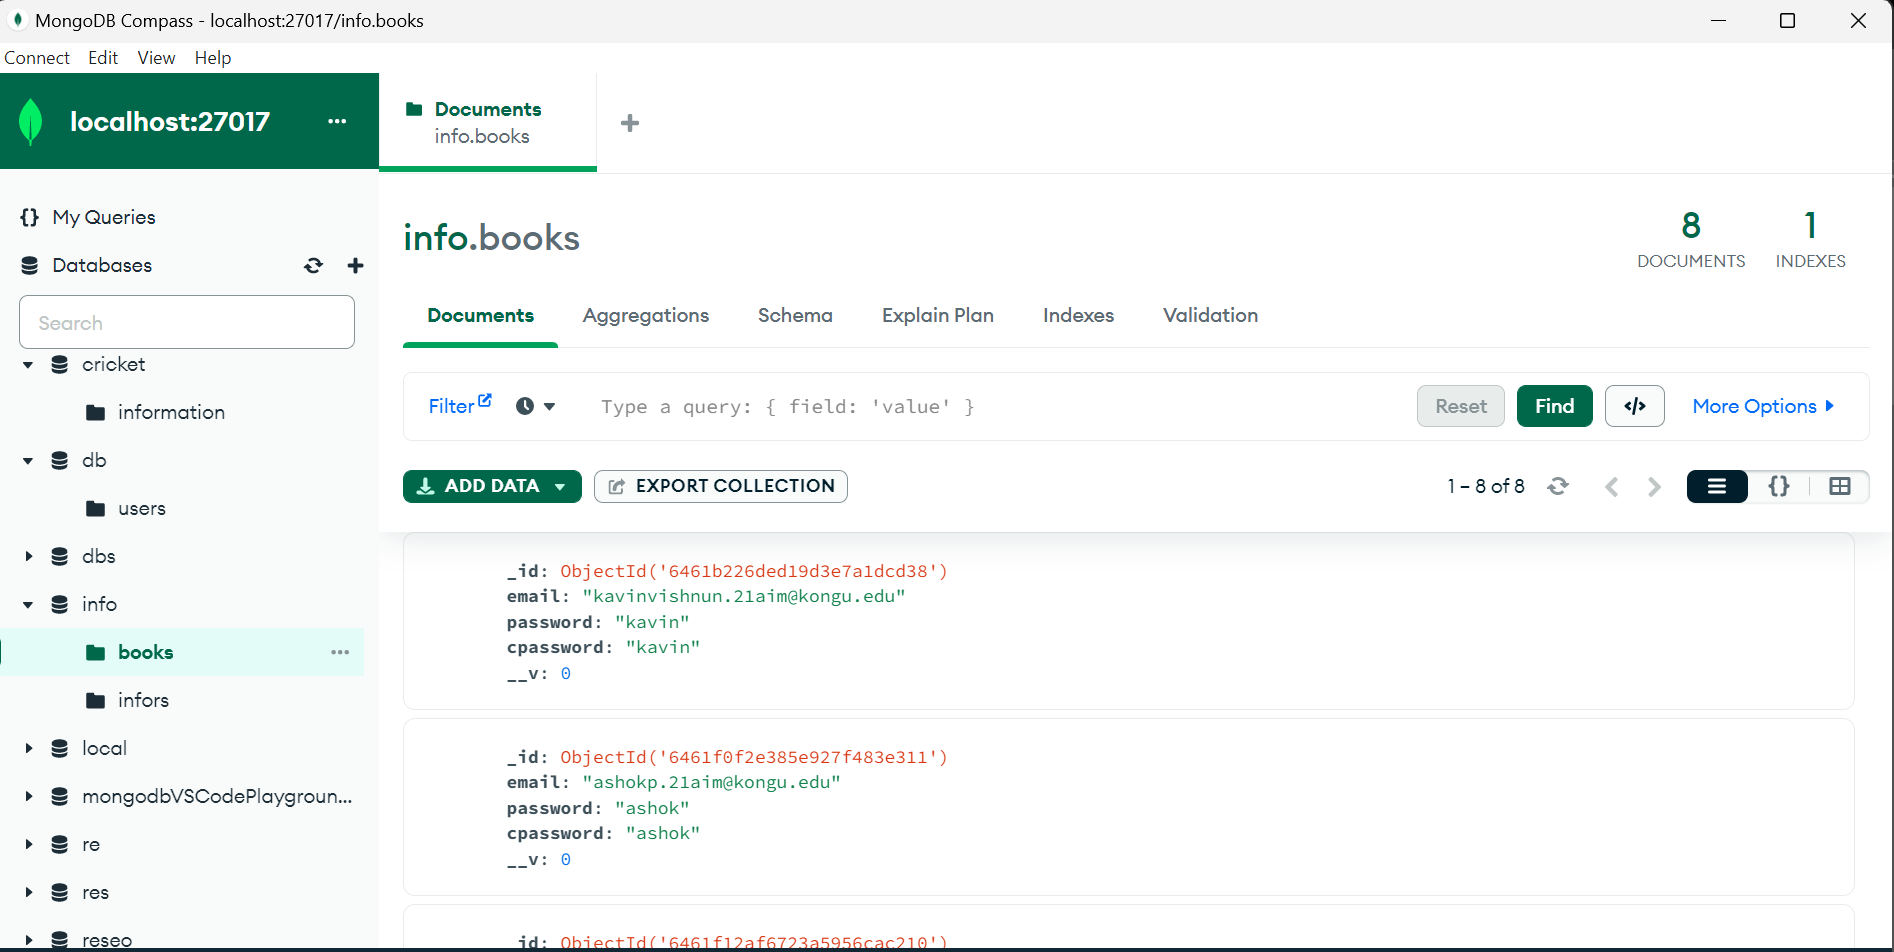 MongoDB Compass - localhost:27017/info.books
Connect Edit View Help
localhost:27017 ...
Documents
info.books
+
{} My Queries
Databases
Search
cricket
information
db
users
dbs
info
books ...
infors
local
mongodbVSCodePlaygroun...
re
res
reseo
info.books
8
DOCUMENTS
1
INDEXES
Documents Aggregations Schema Explain Plan Indexes Validation
Filter Type a query: { field: 'value' } Reset Find </> More Options
ADD DATA EXPORT COLLECTION 1 – 8 of 8 {}
_id: ObjectId('6461b226ded19d3e7a1dcd38')
email: "kavinvishnun.21aim@kongu.edu"
password: "kavin"
cpassword: "kavin"
__v: 0
_id: ObjectId('6461f0f2e385e927f483e311')
email: "ashokp.21aim@kongu.edu"
password: "ashok"
cpassword: "ashok"
__v: 0
_id: ObjectId('6461f12af6723a5956cac210')